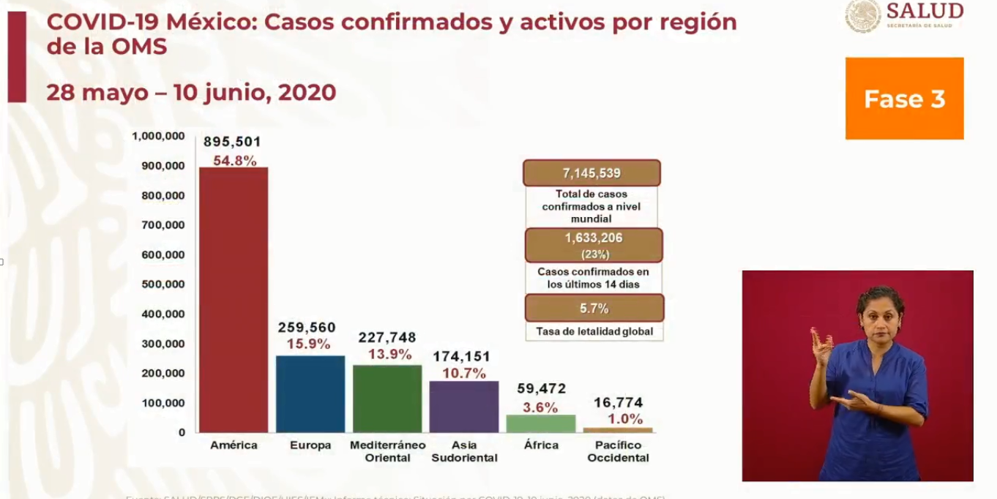 COVID-19 México: Casos confirmados y activos por región
de la OMS
28 mayo – 10 junio, 2020
SALUD
SECRETARÍA DE SALUD
Fase 3
1,000,000
900,000
800,000
700,000
600,000
500,000
400,000
300,000
200,000
100,000
0
895,501
54.8%
259,560
15.9%
227,748
13.9%
174,151
10.7%
59,472
3.6%
16,774
1.0%
América
Europa
Mediterráneo
Oriental
Asia
Sudoriental
África
Pacífico
Occidental
7,145,539
Total de casos
confirmados a nivel
mundial
1,633,206
(23%)
Casos confirmados en
los últimos 14 días
5.7%
Tasa de letalidad global